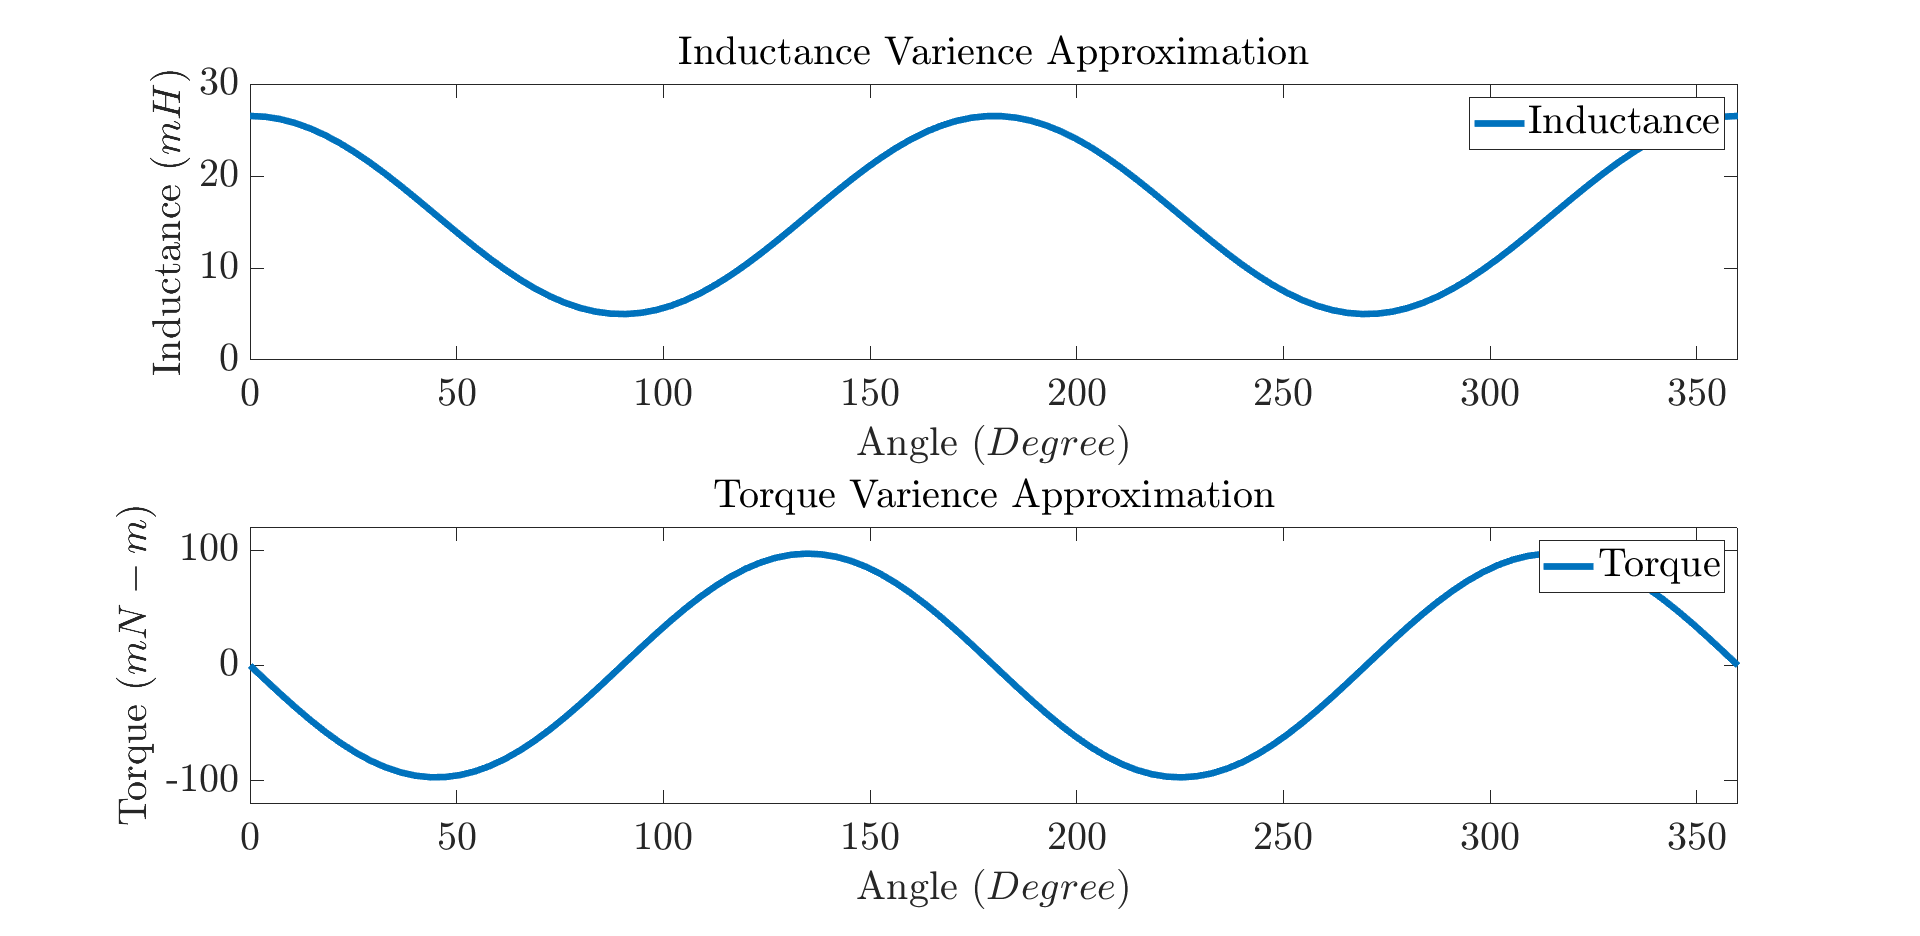 Inductance Varience Approximation
Inductance (mH)
30
20
10
0
Inductance
0 50 100 150 200 250 300 350
Angle (Degree)
Torque Varience Approximation
Torque (mN − m)
100
0
-100
Torque
0 50 100 150 200 250 300 350
Angle (Degree)